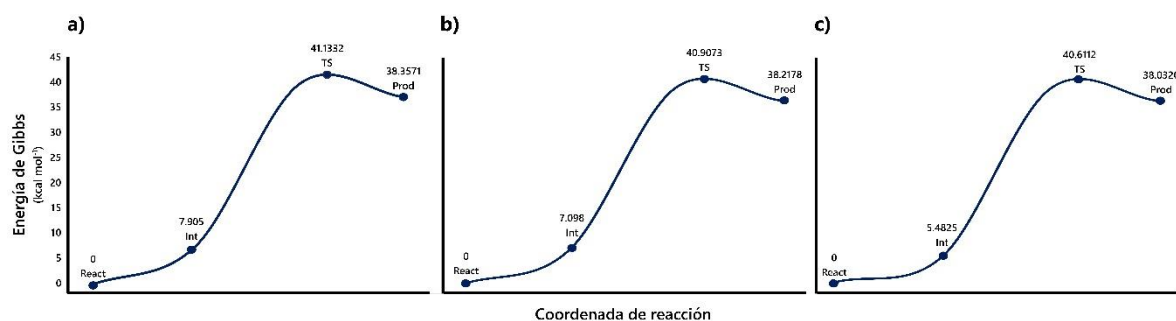 a)
Energía de Gibbs
(kcal mol⁻¹)
45
40
35
30
25
20
15
10
5
0
0
React
7.905
Int
41.1332
TS
38.3571
Prod
b)
0
React
7.098
Int
40.9073
TS
38.2178
Prod
c)
0
React
5.4825
Int
40.6112
TS
38.0326
Prod
Coordenada de reacción